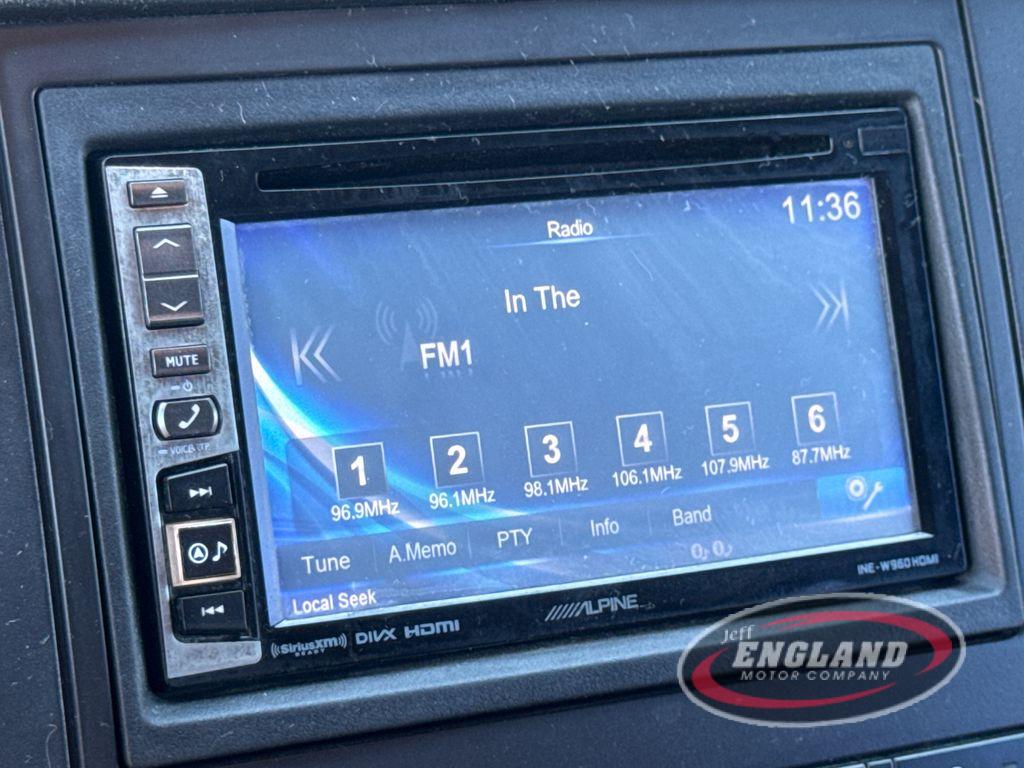 11:36
Radio
In The
FM1
MUTE
1 2 3 4 5 6
96.9MHz 96.1MHz 98.1MHz 106.1MHz 107.9MHz 87.7MHz
Tune A.Memo PTY Info Band
Local Seek
INE-W960HDMI
ALPINE
SiriusXM DIVX HDMI
READY
Jeff
ENGLAND
MOTOR COMPANY